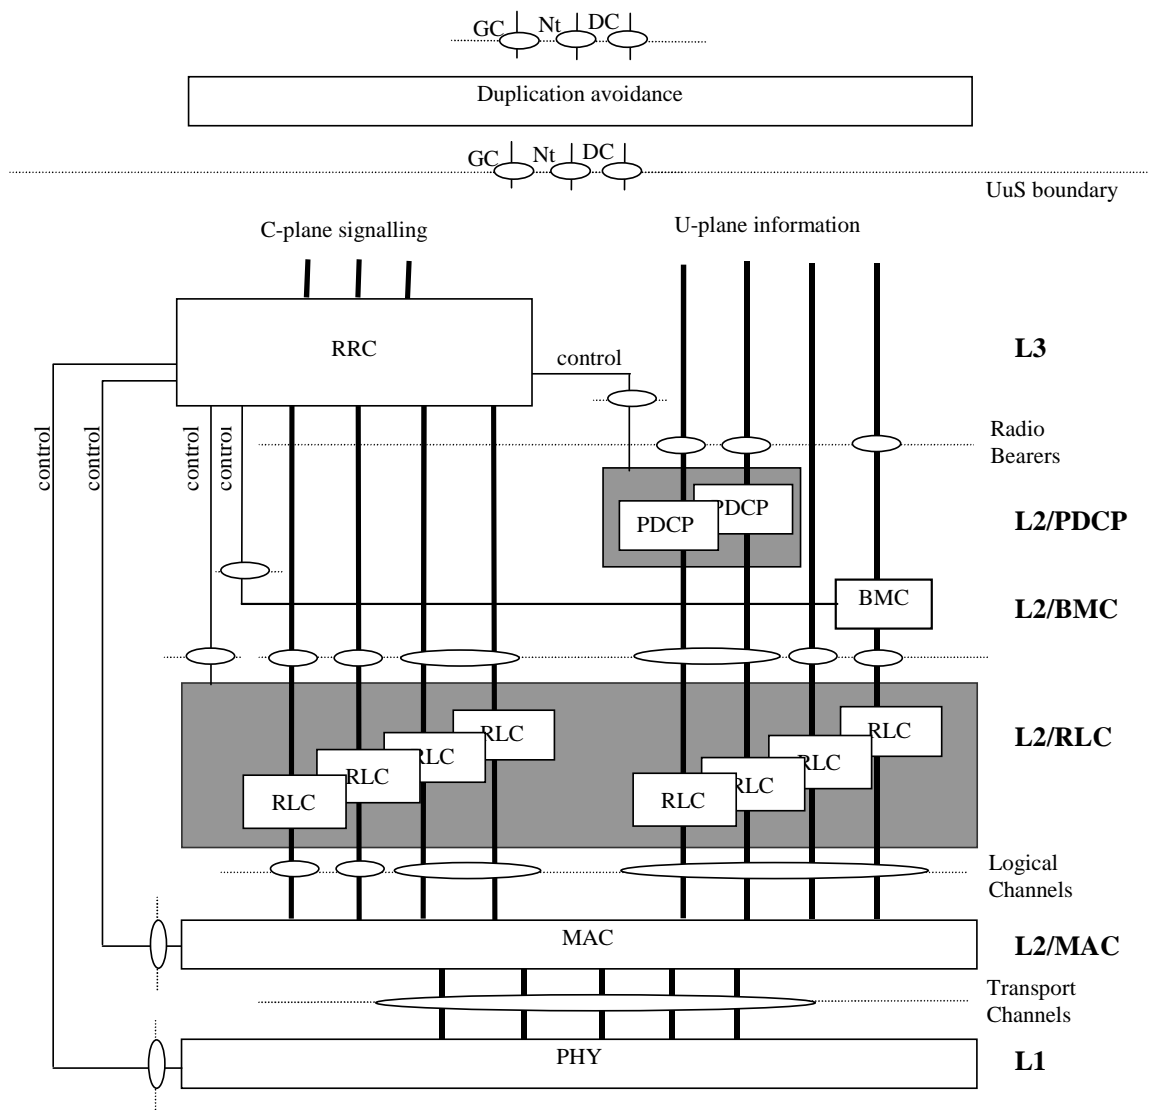 GC Nt DC
Duplication avoidance
GC Nt DC
UuS boundary
C-plane signalling
U-plane information
RRC
control
L3
control
control
control
control
Radio
Bearers
PDCP
PDCP
L2/PDCP
BMC
L2/BMC
RLC
RLC
RLC
RLC
RLC
RLC
RLC
RLC
L2/RLC
Logical
Channels
MAC
L2/MAC
Transport
Channels
PHY
L1